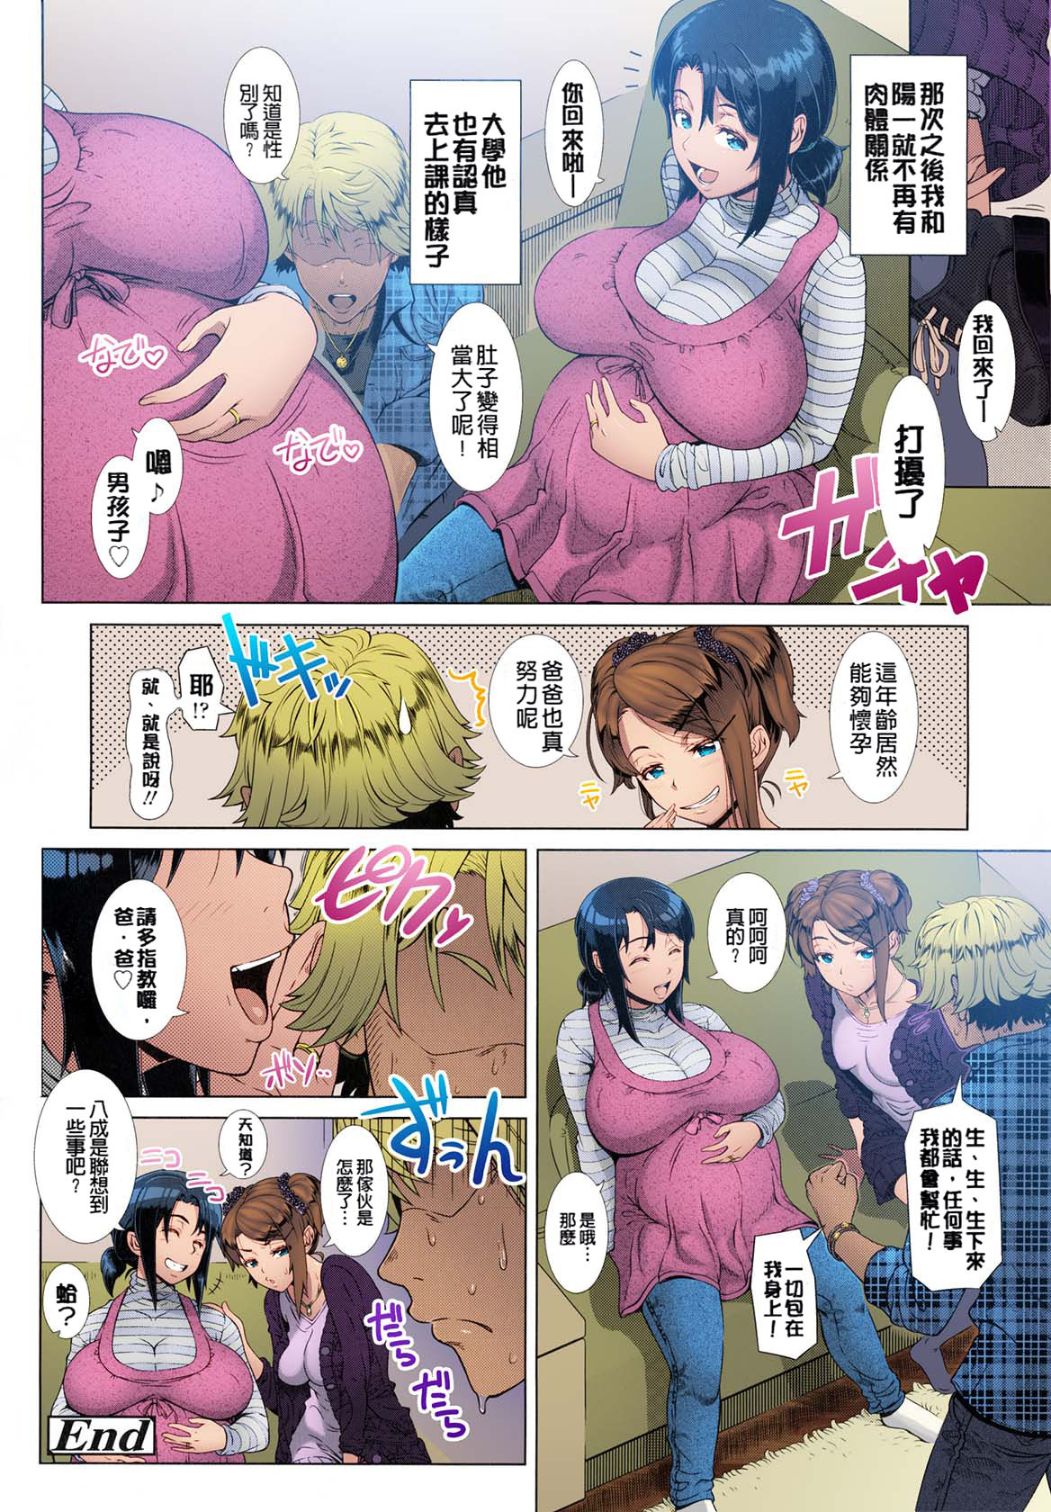 那次之後我和
陽一就不再有
肉體關係
我回來了ー
打擾了
ガチャ
你回來啦ー
大學他
也有認真
去上課的樣子
肚子變得相
當大了呢！
知道是性
別了嗎？
なで♡
なで♡
嗯♪
男孩子♡
這年齡居然
能夠懷孕
爸爸也真
努力呢
ニヤ
ニヤ
ドキッ
耶!?
就、就是說呀!!
呵呵呵
真的？
生、生、生下來
的話，任何事
我都會幫忙！
一切包在
我身上！
是哦…
那麼
請多指教囉，
爸·爸♡
ピク
ボソ…
ずぅん
那傢伙是
怎麼了…
天知道？
八成是聯想到
一些事吧？
ニコ
ニコ
蛤？
だら
だら
End